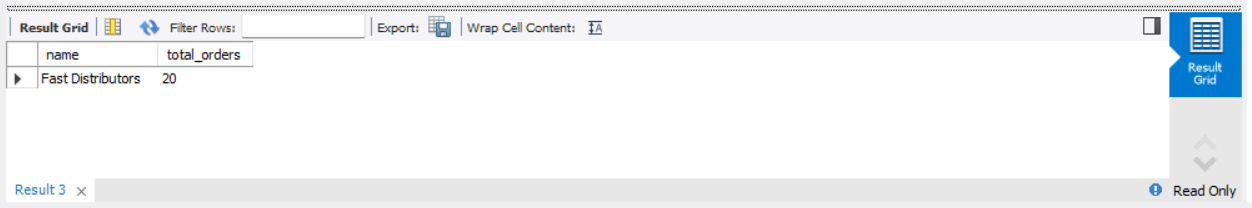 Result Grid Filter Rows: Export: Wrap Cell Content: IA
name total_orders
Fast Distributors 20
Result
Grid
Result 3 × Read Only